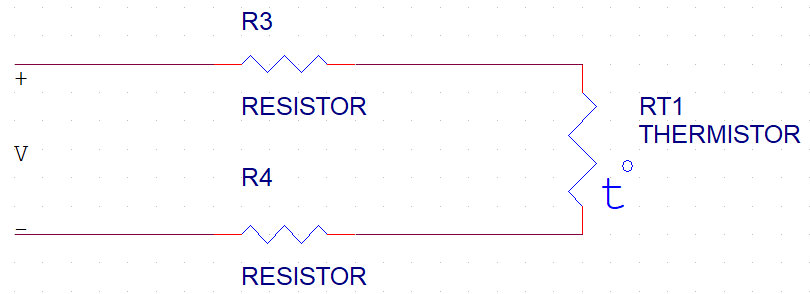 R3
+
RESISTOR
RT1
THERMISTOR
V
t°
R4
-
RESISTOR